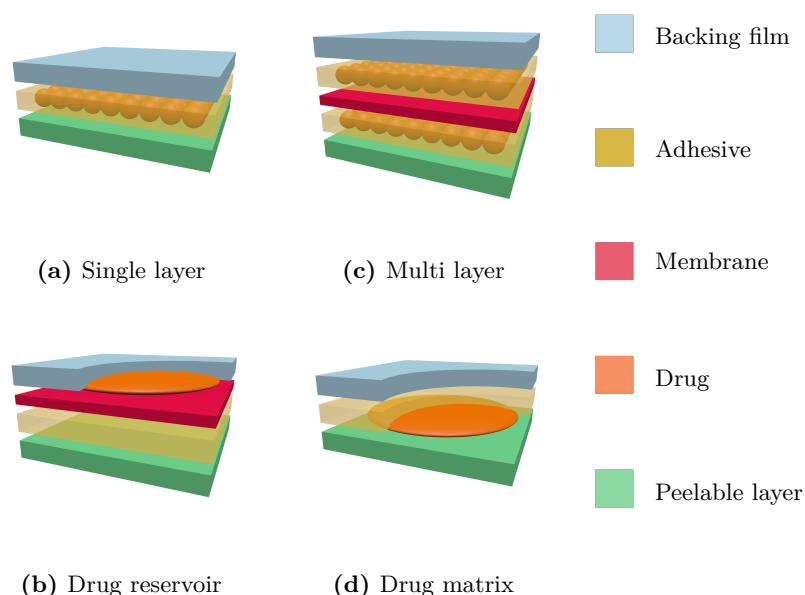 (a) Single layer
(c) Multi layer
(b) Drug reservoir
(d) Drug matrix
Backing film
Adhesive
Membrane
Drug
Peelable layer